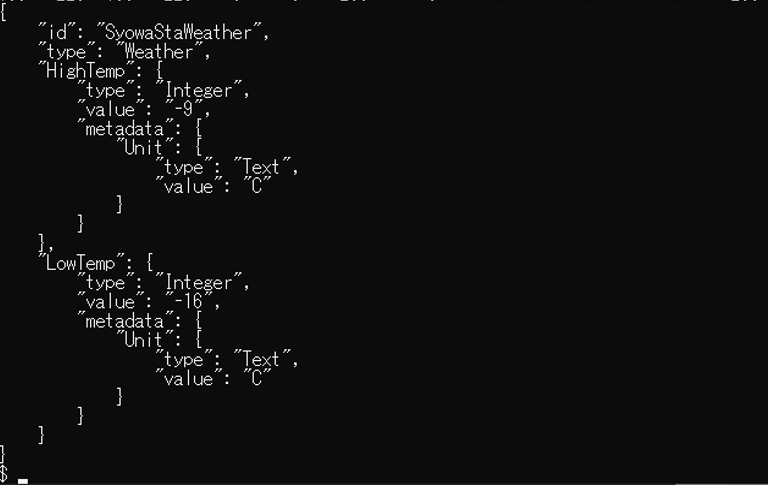 {
    "id": "SyowaStaWeather",
    "type": "Weather",
    "HighTemp": {
        "type": "Integer",
        "value": "-9",
        "metadata": {
            "Unit": {
                "type": "Text",
                "value": "C"
            }
        }
    },
    "LowTemp": {
        "type": "Integer",
        "value": "-16",
        "metadata": {
            "Unit": {
                "type": "Text",
                "value": "C"
            }
        }
    }
}
$